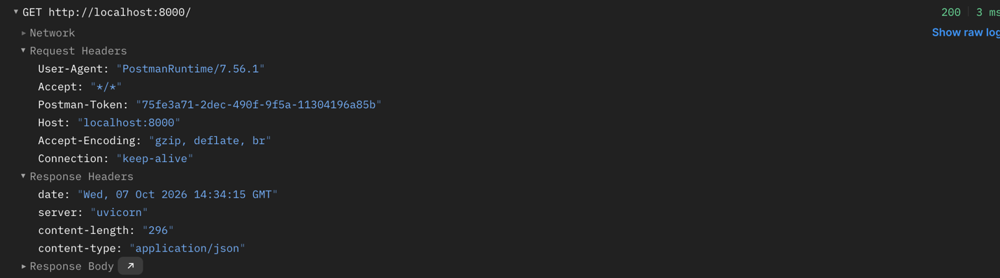 GET http://localhost:8000/ 200 3 ms
Network Show raw log
Request Headers
User-Agent: "PostmanRuntime/7.56.1"
Accept: "*/*"
Postman-Token: "75fe3a71-2dec-490f-9f5a-11304196a85b"
Host: "localhost:8000"
Accept-Encoding: "gzip, deflate, br"
Connection: "keep-alive"
Response Headers
date: "Wed, 07 Oct 2026 14:34:15 GMT"
server: "uvicorn"
content-length: "296"
content-type: "application/json"
Response Body